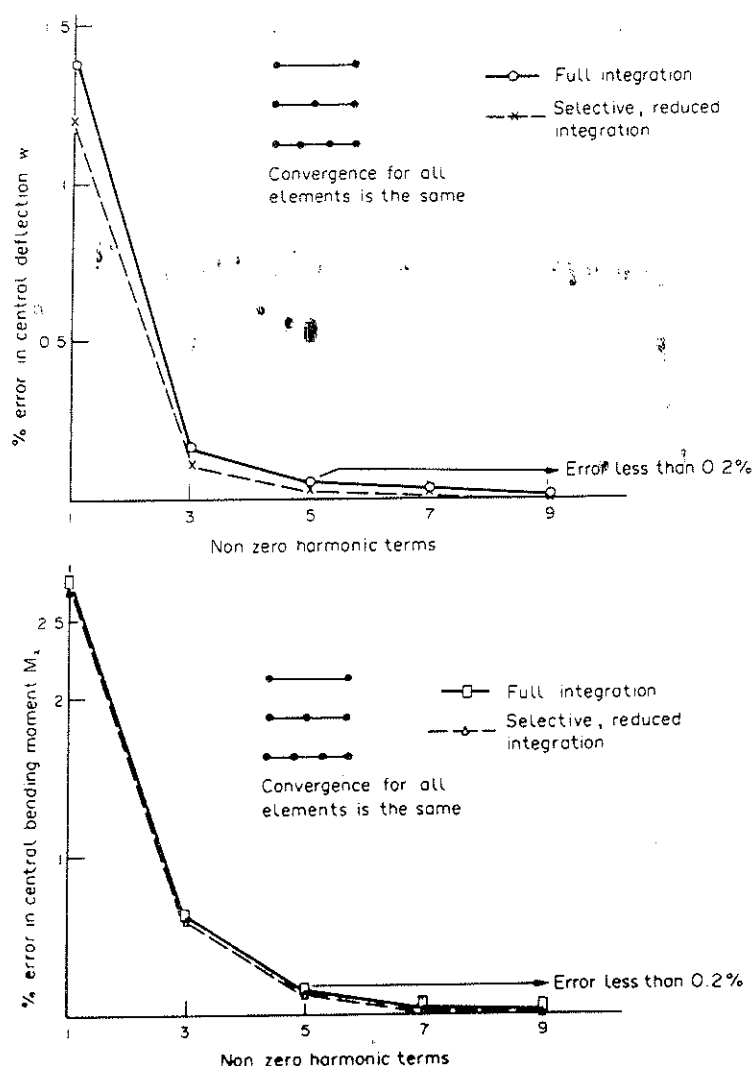 1 5
Full integration
Selective, reduced
integration
Convergence for all
elements is the same
% error in central deflection w
1
0 5
Error less than 0 2%
1 3 5 7 9
Non zero harmonic terms
2 5
2
1
Full integration
Selective, reduced
integration
Convergence for all
elements is the same
% error in central bending moment Mx
Error less than 0.2%
1 3 5 7 9
Non zero harmonic terms